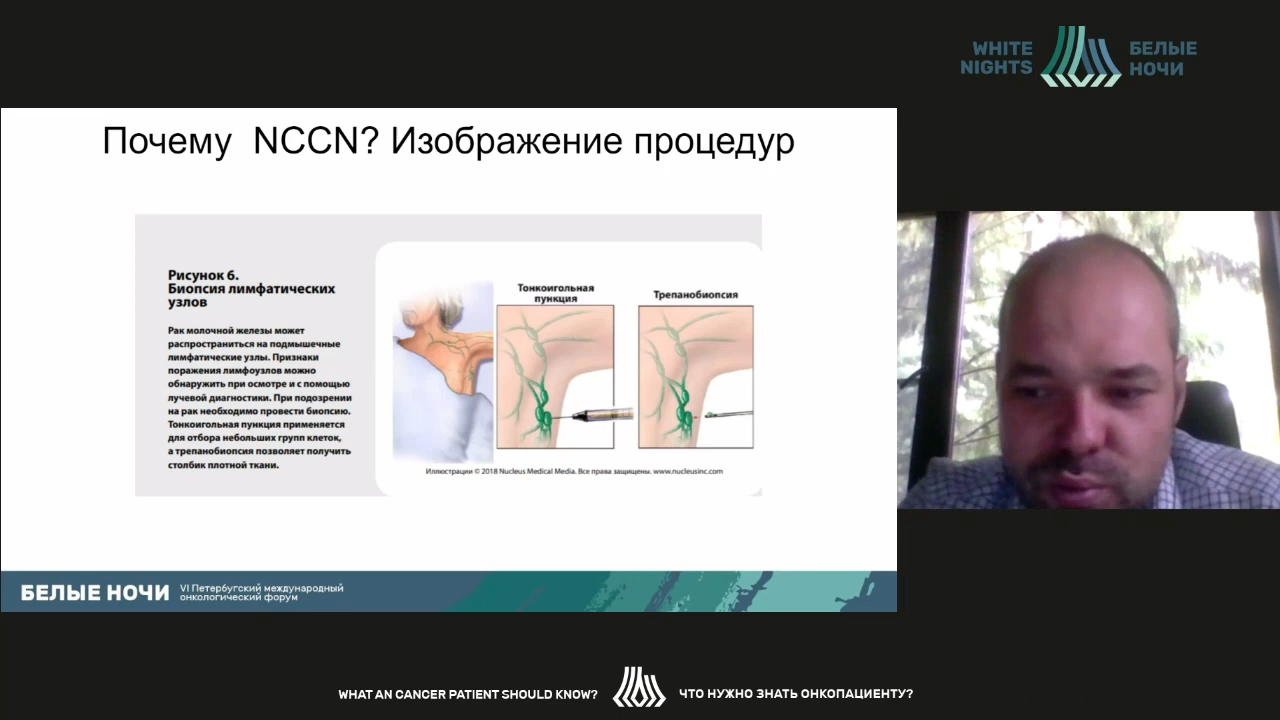 WHITE
NIGHTS
БЕЛЫЕ
НОЧИ
Почему NCCN? Изображение процедур
Рисунок 6.
Биопсия лимфатических
узлов
Рак молочной железы может
распространиться на подмышечные
лимфатические узлы. Признаки
поражения лимфоузлов можно
обнаружить при осмотре и с помощью
лучевой диагностики. При подозрении
на рак необходимо провести биопсию.
Тонкоигольная пункция применяется
для отбора небольших групп клеток,
а трепанобиопсия позволяет получить
столбик плотной ткани.
Тонкоигольная
пункция
Трепанобиопсия
Иллюстрации © 2018 Nucleus Medical Media. Все права защищены. www.nucleusinc.com
БЕЛЫЕ НОЧИ
VI Петербугский международный
онкологический форум
WHAT AN CANCER PATIENT SHOULD KNOW?
ЧТО НУЖНО ЗНАТЬ ОНКОПАЦИЕНТУ?